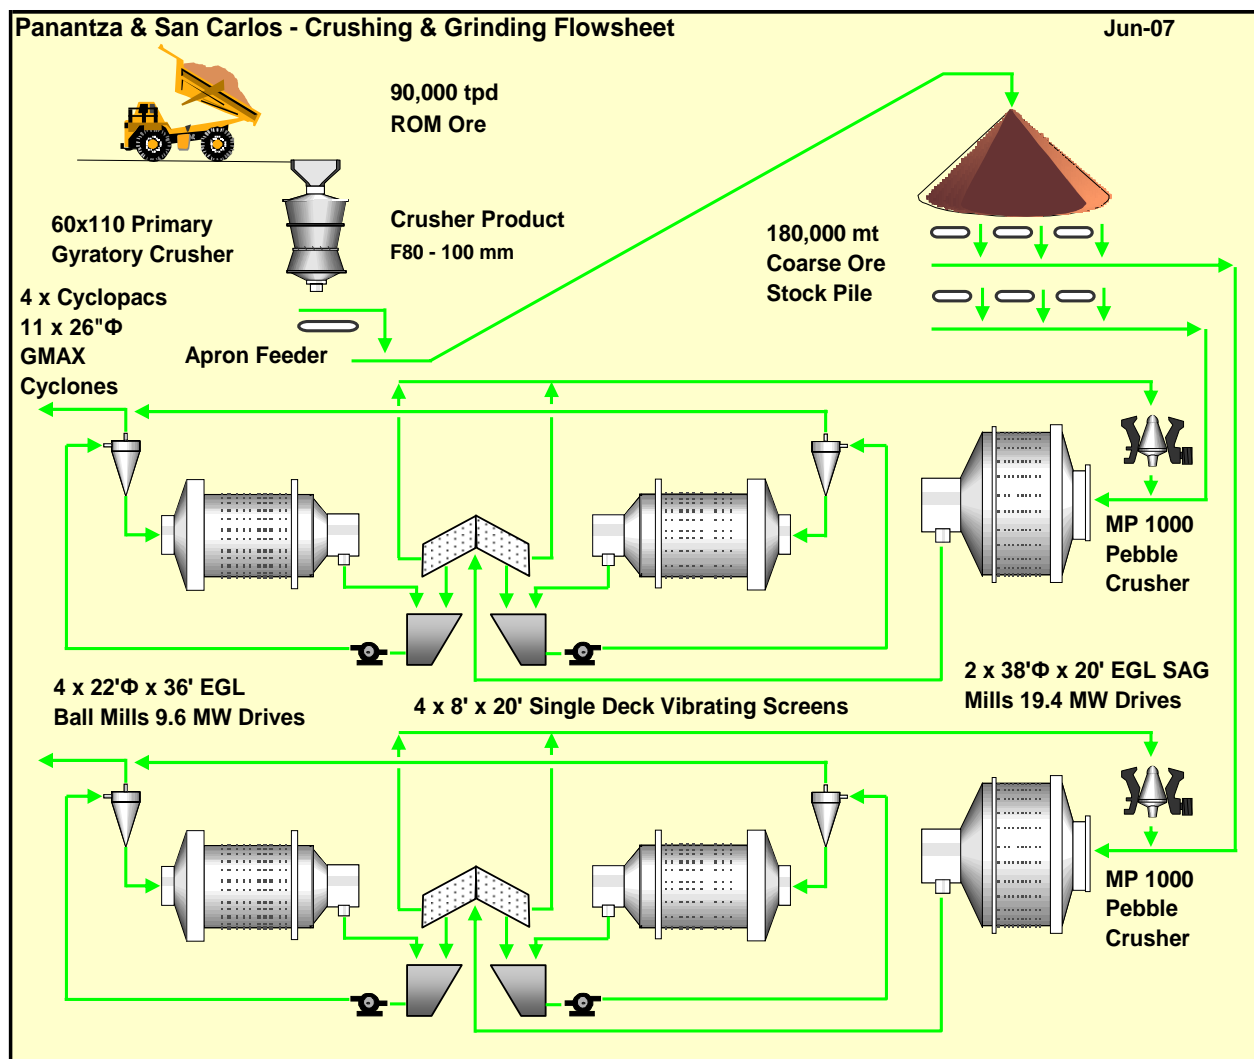 Panantza & San Carlos - Crushing & Grinding Flowsheet
Jun-07
90,000 tpd
ROM Ore
60x110 Primary
Gyratory Crusher
Crusher Product
F80 - 100 mm
180,000 mt
Coarse Ore
Stock Pile
4 x Cyclopacs
11 x 26"Φ
GMAX
Cyclones
Apron Feeder
MP 1000
Pebble
Crusher
4 x 22'Φ x 36' EGL
Ball Mills 9.6 MW Drives
4 x 8' x 20' Single Deck Vibrating Screens
2 x 38'Φ x 20' EGL SAG
Mills 19.4 MW Drives
MP 1000
Pebble
Crusher